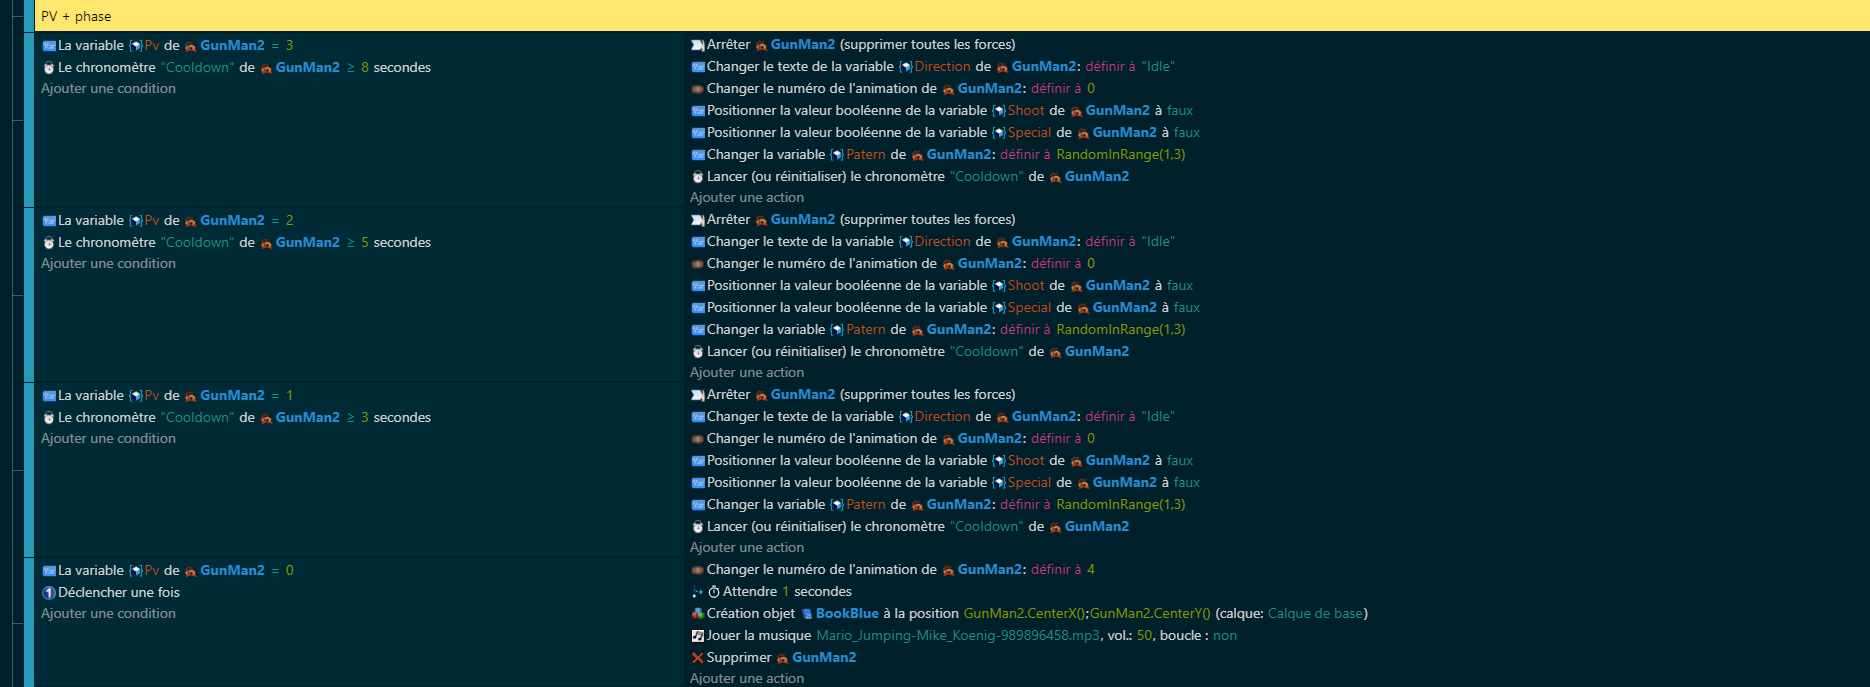 PV + phase
La variable Pv de GunMan2 = 3
Le chronomètre "Cooldown" de GunMan2 ≥ 8 secondes
Ajouter une condition
Arrêter GunMan2 (supprimer toutes les forces)
Changer le texte de la variable Direction de GunMan2: définir à "Idle"
Changer le numéro de l'animation de GunMan2: définir à 0
Positionner la valeur booléenne de la variable Shoot de GunMan2 à faux
Positionner la valeur booléenne de la variable Special de GunMan2 à faux
Changer la variable Patern de GunMan2: définir à RandomInRange(1,3)
Lancer (ou réinitialiser) le chronomètre "Cooldown" de GunMan2
Ajouter une action
La variable Pv de GunMan2 = 2
Le chronomètre "Cooldown" de GunMan2 ≥ 5 secondes
Ajouter une condition
Arrêter GunMan2 (supprimer toutes les forces)
Changer le texte de la variable Direction de GunMan2: définir à "Idle"
Changer le numéro de l'animation de GunMan2: définir à 0
Positionner la valeur booléenne de la variable Shoot de GunMan2 à faux
Positionner la valeur booléenne de la variable Special de GunMan2 à faux
Changer la variable Patern de GunMan2: définir à RandomInRange(1,3)
Lancer (ou réinitialiser) le chronomètre "Cooldown" de GunMan2
Ajouter une action
La variable Pv de GunMan2 = 1
Le chronomètre "Cooldown" de GunMan2 ≥ 3 secondes
Ajouter une condition
Arrêter GunMan2 (supprimer toutes les forces)
Changer le texte de la variable Direction de GunMan2: définir à "Idle"
Changer le numéro de l'animation de GunMan2: définir à 0
Positionner la valeur booléenne de la variable Shoot de GunMan2 à faux
Positionner la valeur booléenne de la variable Special de GunMan2 à faux
Changer la variable Patern de GunMan2: définir à RandomInRange(1,3)
Lancer (ou réinitialiser) le chronomètre "Cooldown" de GunMan2
Ajouter une action
La variable Pv de GunMan2 = 0
Déclencher une fois
Ajouter une condition
Changer le numéro de l'animation de GunMan2: définir à 4
Attendre 1 secondes
Création objet BookBlue à la position GunMan2.CenterX();GunMan2.CenterY() (calque: Calque de base)
Jouer la musique Mario_Jumping-Mike_Koenig-989896458.mp3, vol.: 50, boucle : non
Supprimer GunMan2
Ajouter une action